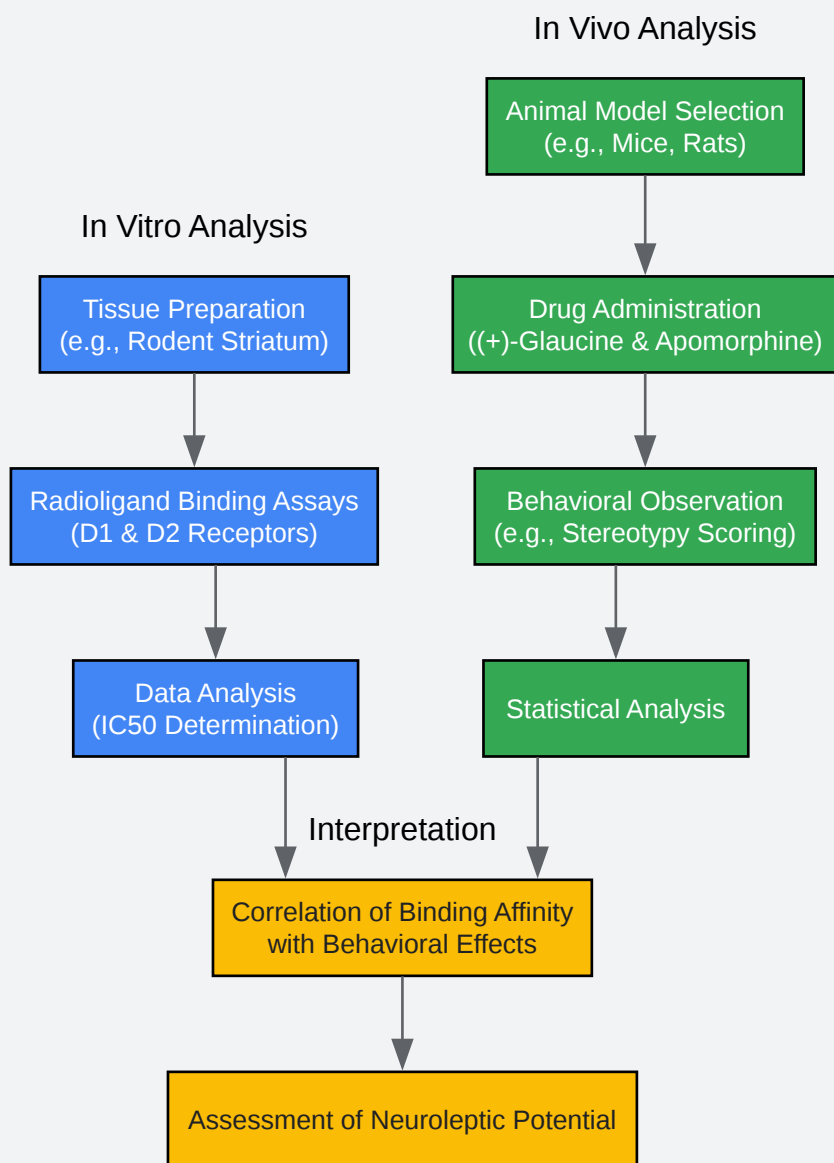 In Vivo Analysis
Animal Model Selection
(e.g., Mice, Rats)
In Vitro Analysis
Tissue Preparation
(e.g., Rodent Striatum)
Drug Administration
((+)-Glaucine & Apomorphine)
Radioligand Binding Assays
(D1 & D2 Receptors)
Behavioral Observation
(e.g., Stereotypy Scoring)
Data Analysis
(IC50 Determination)
Statistical Analysis
Interpretation
Correlation of Binding Affinity
with Behavioral Effects
Assessment of Neuroleptic Potential